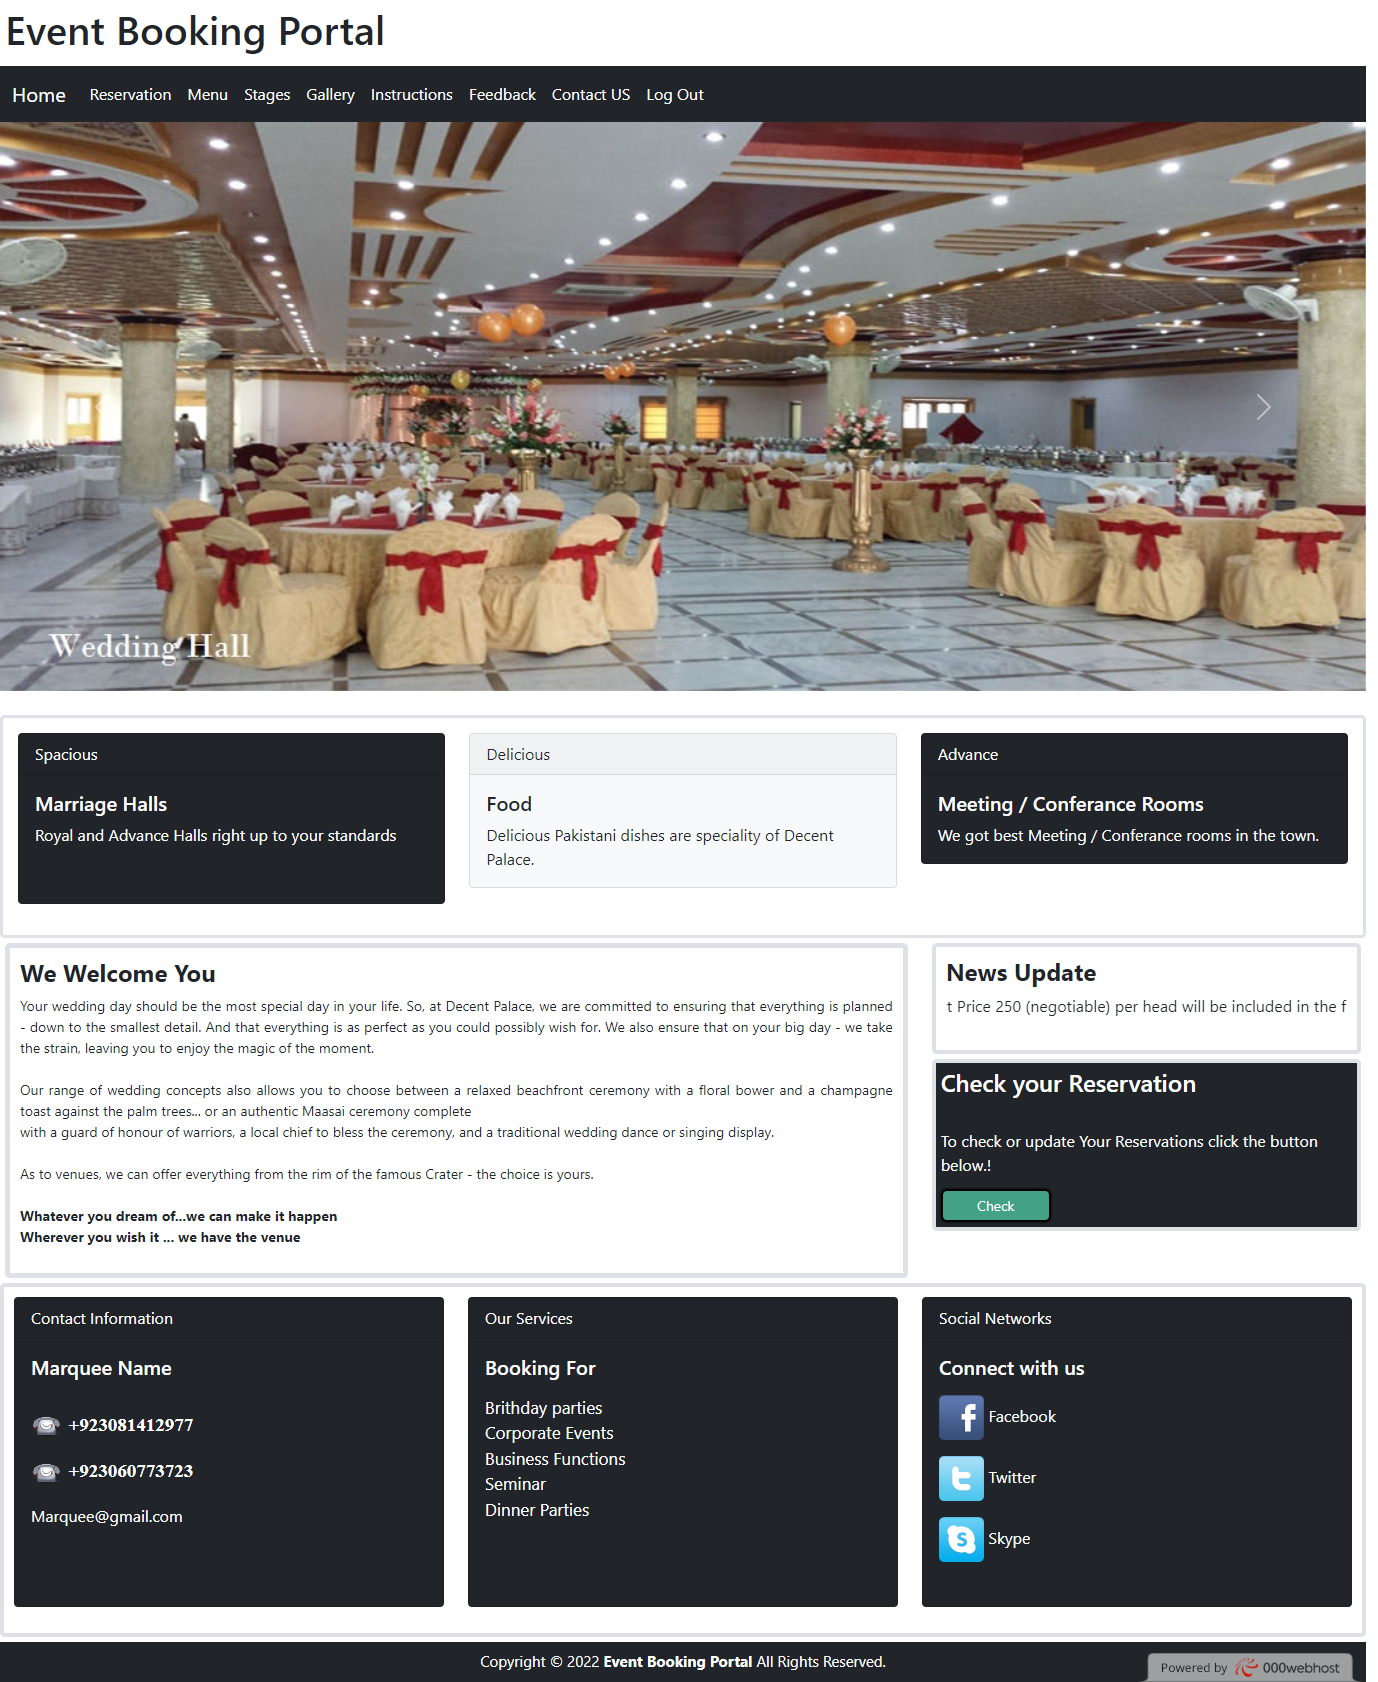 Event Booking Portal
Home Reservation Menu Stages Gallery Instructions Feedback Contact US Log Out
Wedding Hall
Spacious
Marriage Halls
Royal and Advance Halls right up to your standards
Delicious
Food
Delicious Pakistani dishes are speciality of Decent
Palace.
Advance
Meeting / Conferance Rooms
We got best Meeting / Conferance rooms in the town.
We Welcome You
Your wedding day should be the most special day in your life. So, at Decent Palace, we are committed to ensuring that everything is planned
- down to the smallest detail. And that everything is as perfect as you could possibly wish for. We also ensure that on your big day - we take
the strain, leaving you to enjoy the magic of the moment.
Our range of wedding concepts also allows you to choose between a relaxed beachfront ceremony with a floral bower and a champagne
toast against the palm trees... or an authentic Maasai ceremony complete
with a guard of honour of warriors, a local chief to bless the ceremony, and a traditional wedding dance or singing display.
As to venues, we can offer everything from the rim of the famous Crater - the choice is yours.
Whatever you dream of...we can make it happen
Wherever you wish it ... we have the venue
News Update
t Price 250 (negotiable) per head will be included in the f
Check your Reservation
To check or update Your Reservations click the button
below.!
Check
Contact Information
Marquee Name
+923081412977
+923060773723
Marquee@gmail.com
Our Services
Booking For
Brithday parties
Corporate Events
Business Functions
Seminar
Dinner Parties
Social Networks
Connect with us
Facebook
Twitter
Skype
Copyright © 2022 Event Booking Portal All Rights Reserved.
Powered by 000webhost